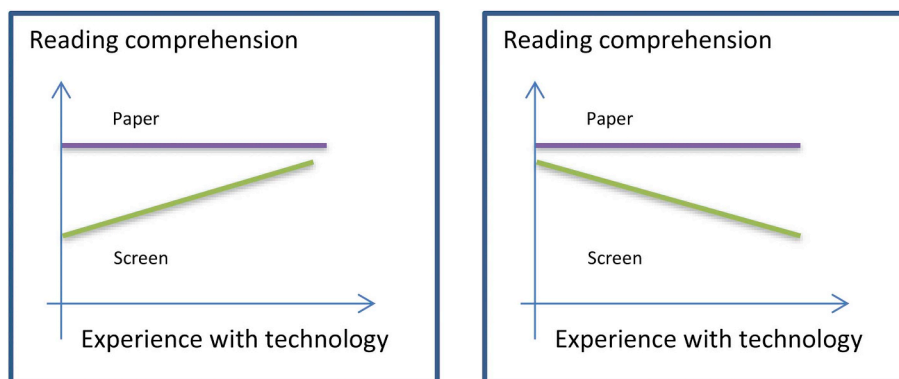 Reading comprehension
Paper
Screen
Experience with technology
Reading comprehension
Paper
Screen
Experience with technology